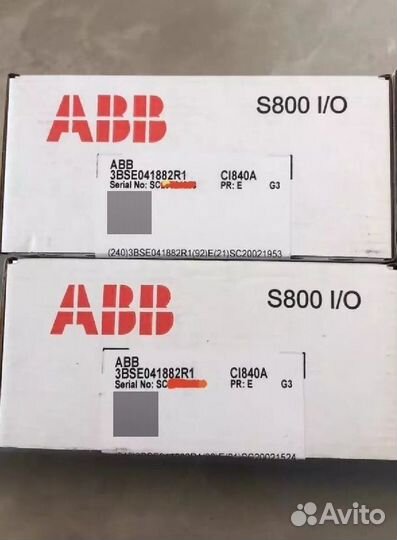 ABB
S800 I/O
ABB
3BSE041882R1 CI840A
Serial No: SC PR: E G3
(240)3BSE041882R1(92)E(21)SC20021953
ABB
S800 I/O
ABB
3BSE041882R1 CI840A
Serial No: SC PR: E G3
Avito